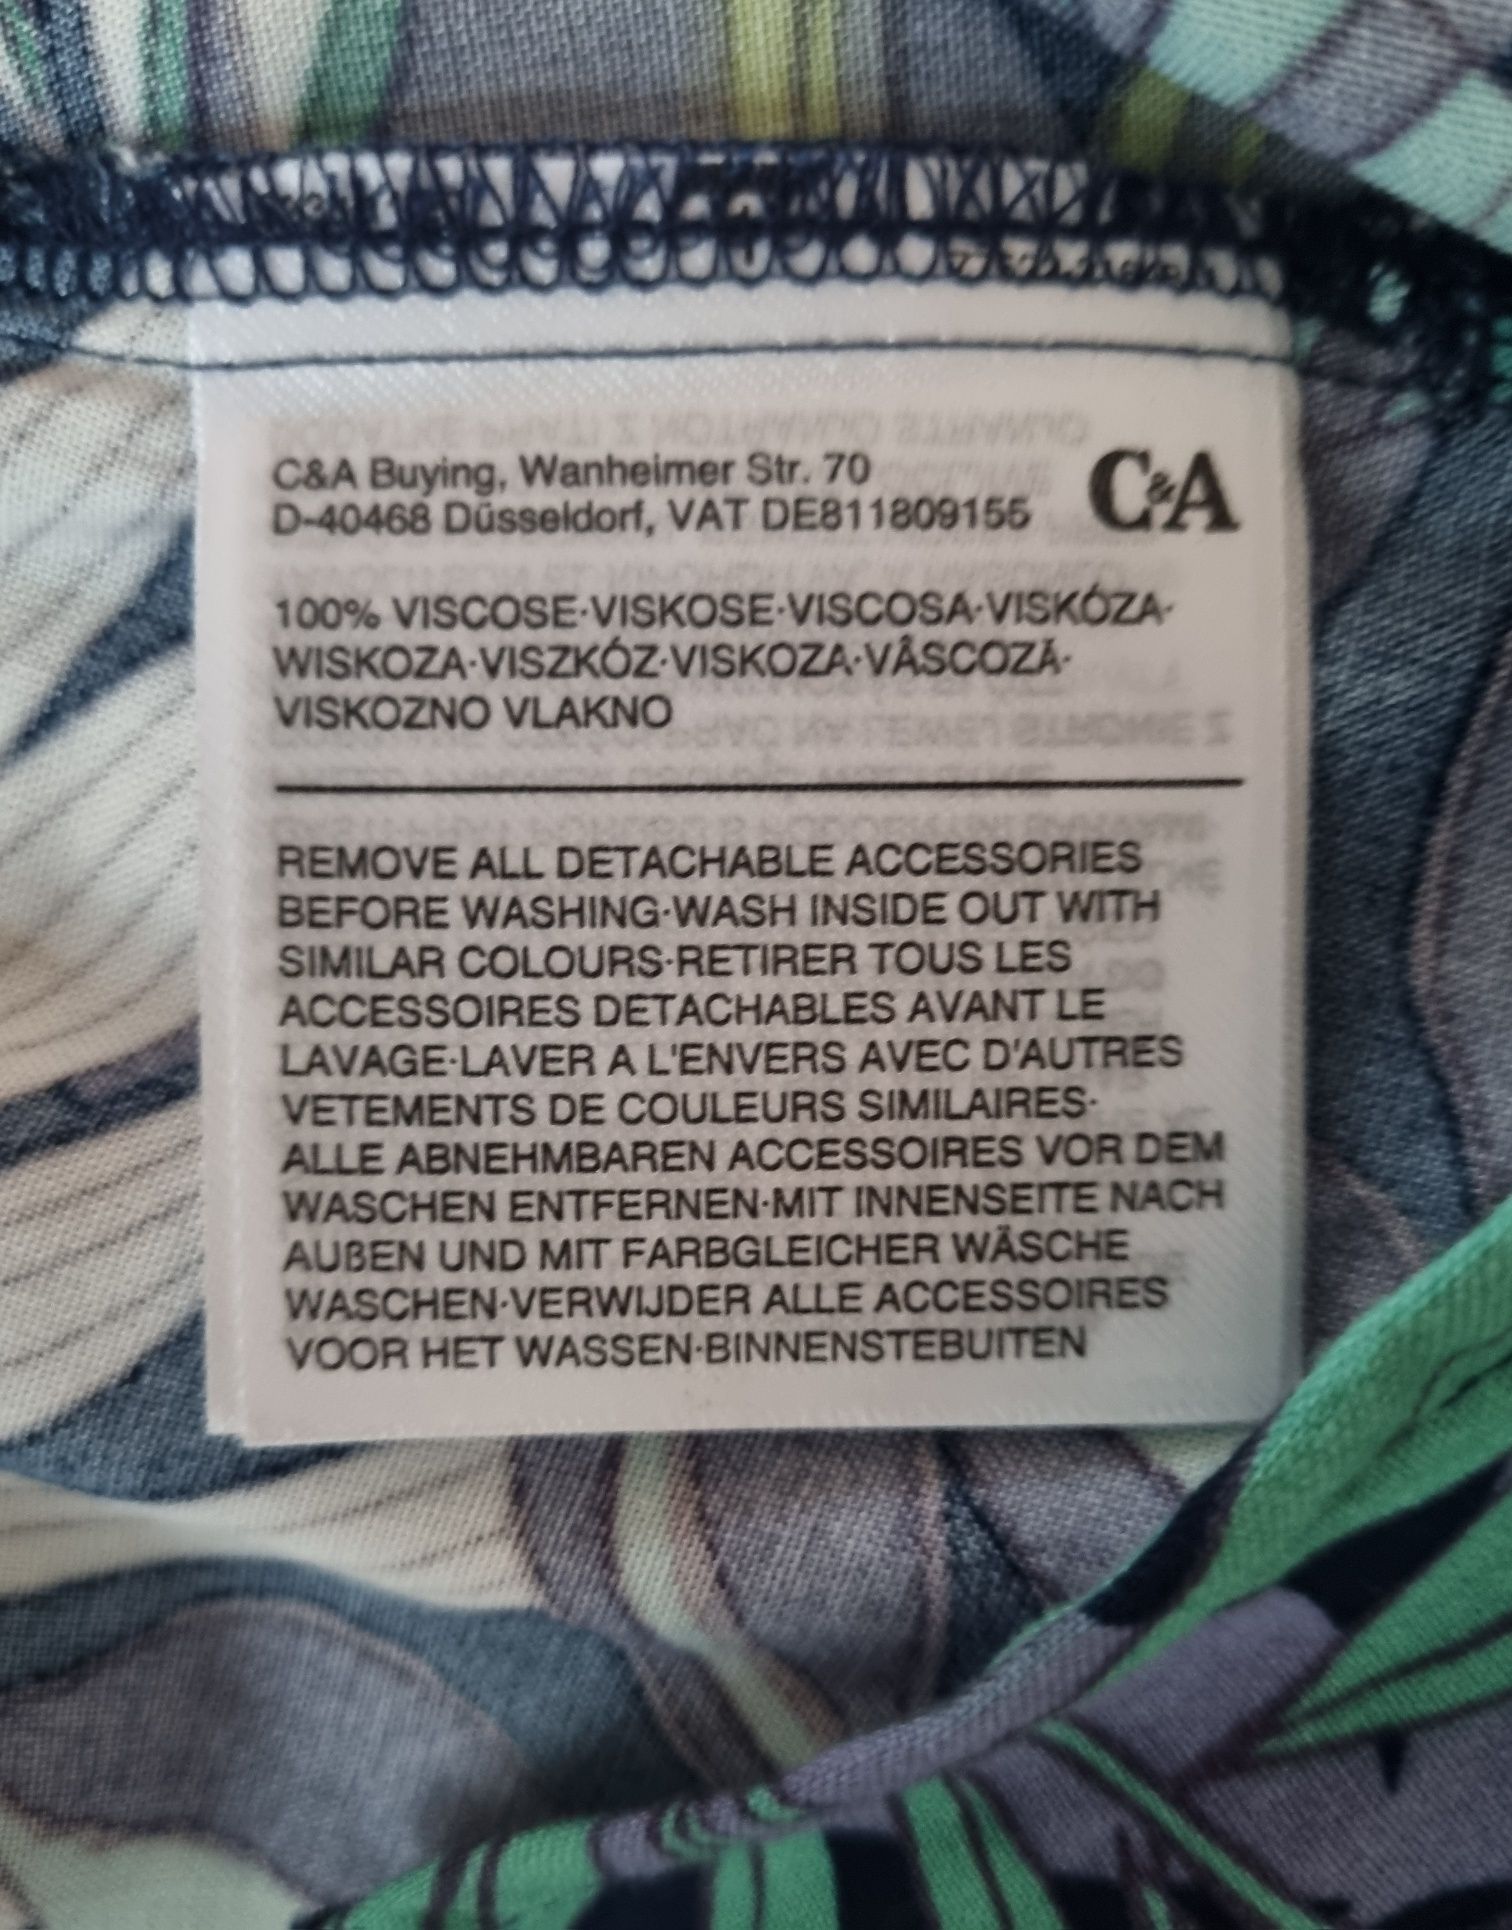 C&A Buying, Wanheimer Str. 70
D-40468 Düsseldorf, VAT DE811809155
C&A
100% VISCOSE·VISKOSE·VISCOSA·VISKÓZA·
WISKOZA·VISZKÓZ·VISKOZA·VÂSCOZĂ·
VISKOZNO VLAKNO
REMOVE ALL DETACHABLE ACCESSORIES
BEFORE WASHING·WASH INSIDE OUT WITH
SIMILAR COLOURS·RETIRER TOUS LES
ACCESSOIRES DETACHABLES AVANT LE
LAVAGE·LAVER A L'ENVERS AVEC D'AUTRES
VETEMENTS DE COULEURS SIMILAIRES·
ALLE ABNEHMBAREN ACCESSOIRES VOR DEM
WASCHEN ENTFERNEN·MIT INNENSEITE NACH
AUßEN UND MIT FARBGLEICHER WÄSCHE
WASCHEN·VERWIJDER ALLE ACCESSOIRES
VOOR HET WASSEN·BINNENSTEBUITEN